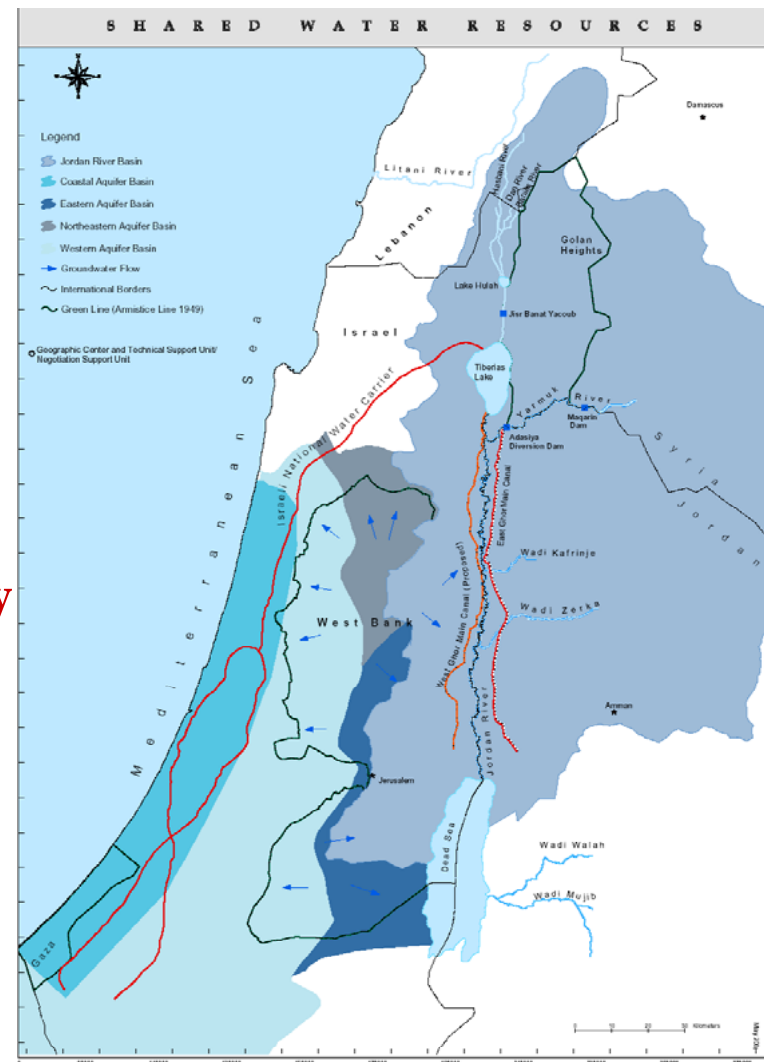 SHARED WATER RESOURCES
Damascus
Legend
Jordan River Basin
Coastal Aquifer Basin
Eastern Aquifer Basin
Northeastern Aquifer Basin
Western Aquifer Basin
Groundwater Flow
International Borders
Green Line (Armistice Line 1949)
Geographic Center and Technical Support Unit/
Negotiation Support Unit
Litani River
Hasbani River
Dan River
Lebanon
Golan
Heights
Lake Hulah
Jisr Banat Yacoub
Israel
Tiberias
Lake
Israeli National Water Carrier
Yarmuk River
Maqarin
Dam
Adasiya
Diversion Dam
Syria
Jordan
Mediterranean Sea
East Ghor Main Canal
West Ghor Main Canal (Proposed)
Wadi Kafrinje
Wadi Zerka
y
West Bank
Jordan River
Amman
Jerusalem
Dead Sea
Wadi Walah
Wadi Mujib
Gaza
0 10 20 30 Kilometers